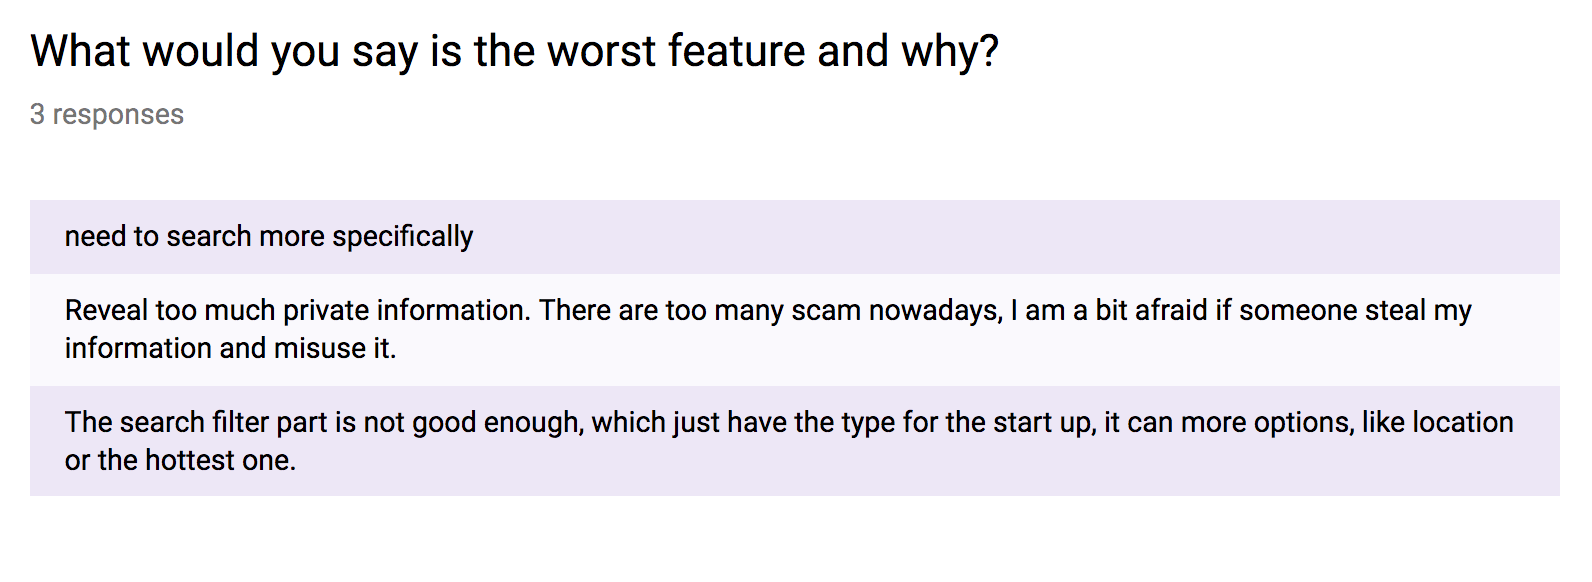 What would you say is the worst feature and why?
3 responses
need to search more specifically
Reveal too much private information. There are too many scam nowadays, I am a bit afraid if someone steal my
information and misuse it.
The search filter part is not good enough, which just have the type for the start up, it can more options, like location
or the hottest one.